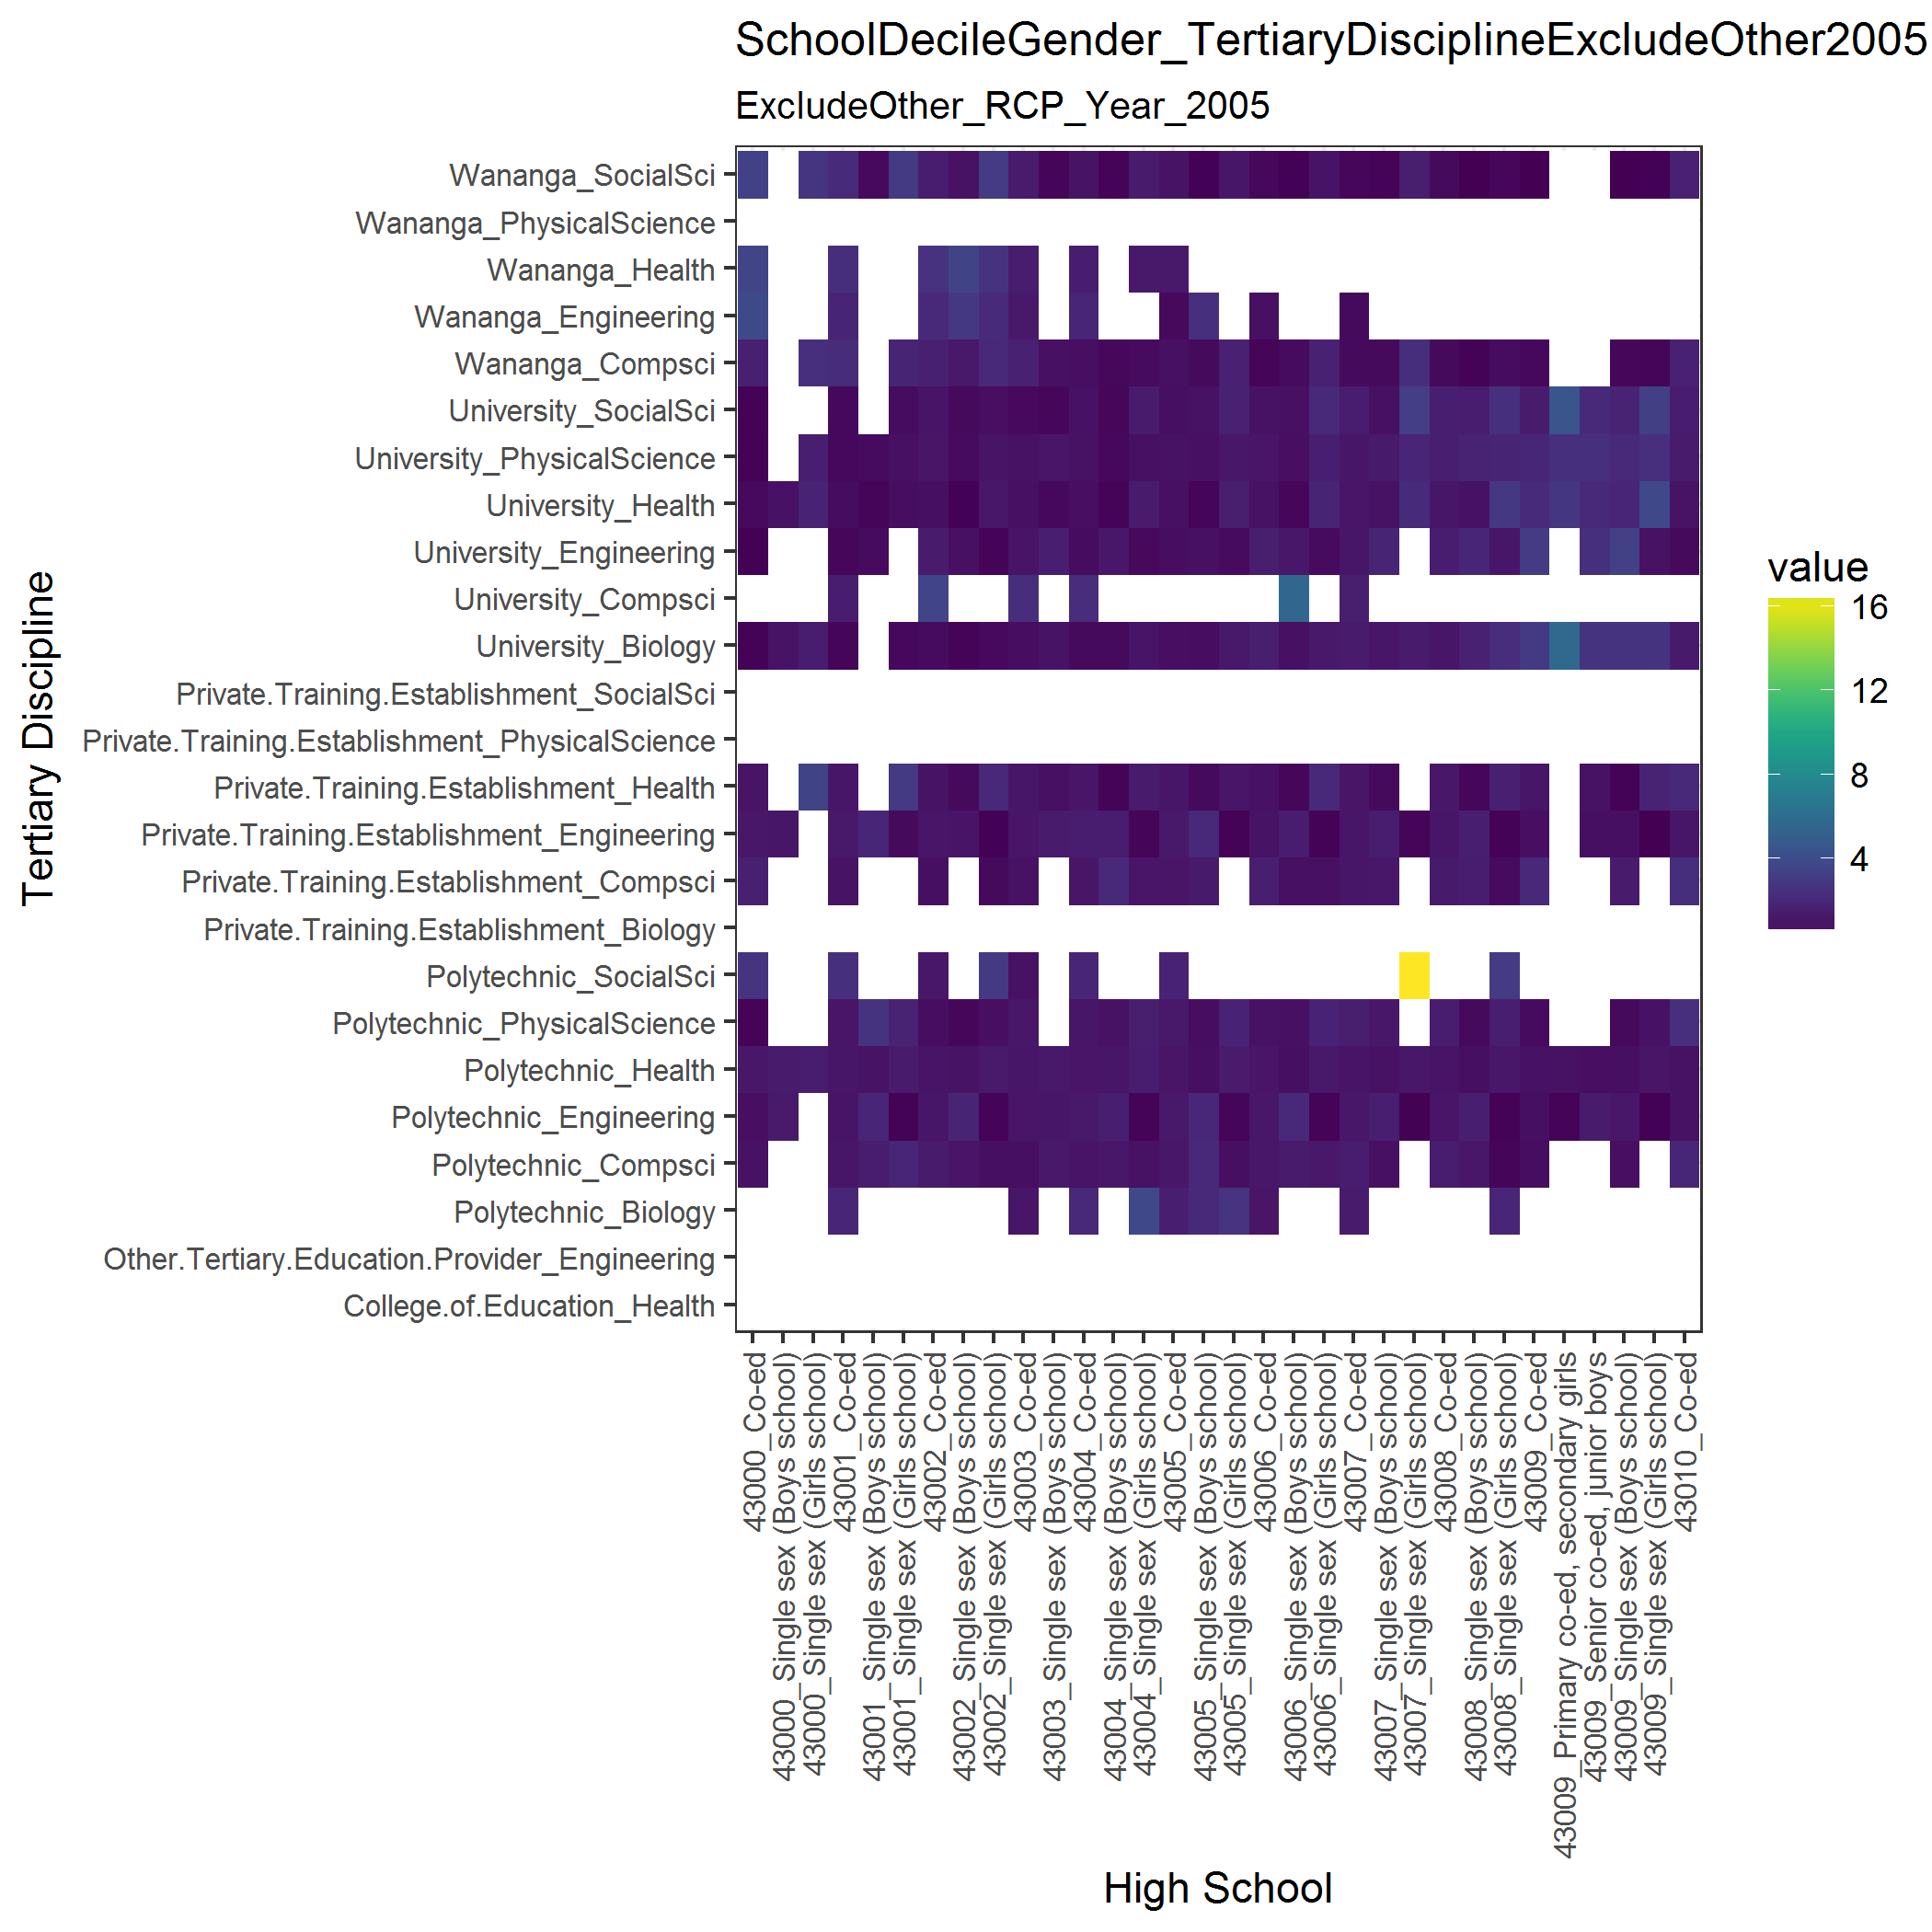 SchoolDecileGender_TertiaryDisciplineExcludeOther2005
ExcludeOther_RCP_Year_2005
Tertiary Discipline
Wananga_SocialSci
Wananga_PhysicalScience
Wananga_Health
Wananga_Engineering
Wananga_Compsci
University_SocialSci
University_PhysicalScience
University_Health
University_Engineering
University_Compsci
University_Biology
Private.Training.Establishment_SocialSci
Private.Training.Establishment_PhysicalScience
Private.Training.Establishment_Health
Private.Training.Establishment_Engineering
Private.Training.Establishment_Compsci
Private.Training.Establishment_Biology
Polytechnic_SocialSci
Polytechnic_PhysicalScience
Polytechnic_Health
Polytechnic_Engineering
Polytechnic_Compsci
Polytechnic_Biology
Other.Tertiary.Education.Provider_Engineering
College.of.Education_Health
43000_Co-ed
43000_Single sex (Boys school)
43000_Single sex (Girls school)
43001_Co-ed
43001_Single sex (Boys school)
43001_Single sex (Girls school)
43002_Co-ed
43002_Single sex (Boys school)
43002_Single sex (Girls school)
43003_Co-ed
43003_Single sex (Boys school)
43004_Co-ed
43004_Single sex (Boys school)
43004_Single sex (Girls school)
43005_Co-ed
43005_Single sex (Boys school)
43005_Single sex (Girls school)
43006_Co-ed
43006_Single sex (Boys school)
43006_Single sex (Girls school)
43007_Co-ed
43007_Single sex (Boys school)
43007_Single sex (Girls school)
43008_Co-ed
43008_Single sex (Boys school)
43008_Single sex (Girls school)
43009_Co-ed
43009_Primary co-ed, secondary girls
43009_Senior co-ed, junior boys
43009_Single sex (Boys school)
43009_Single sex (Girls school)
43010_Co-ed
High School
value
16
12
8
4